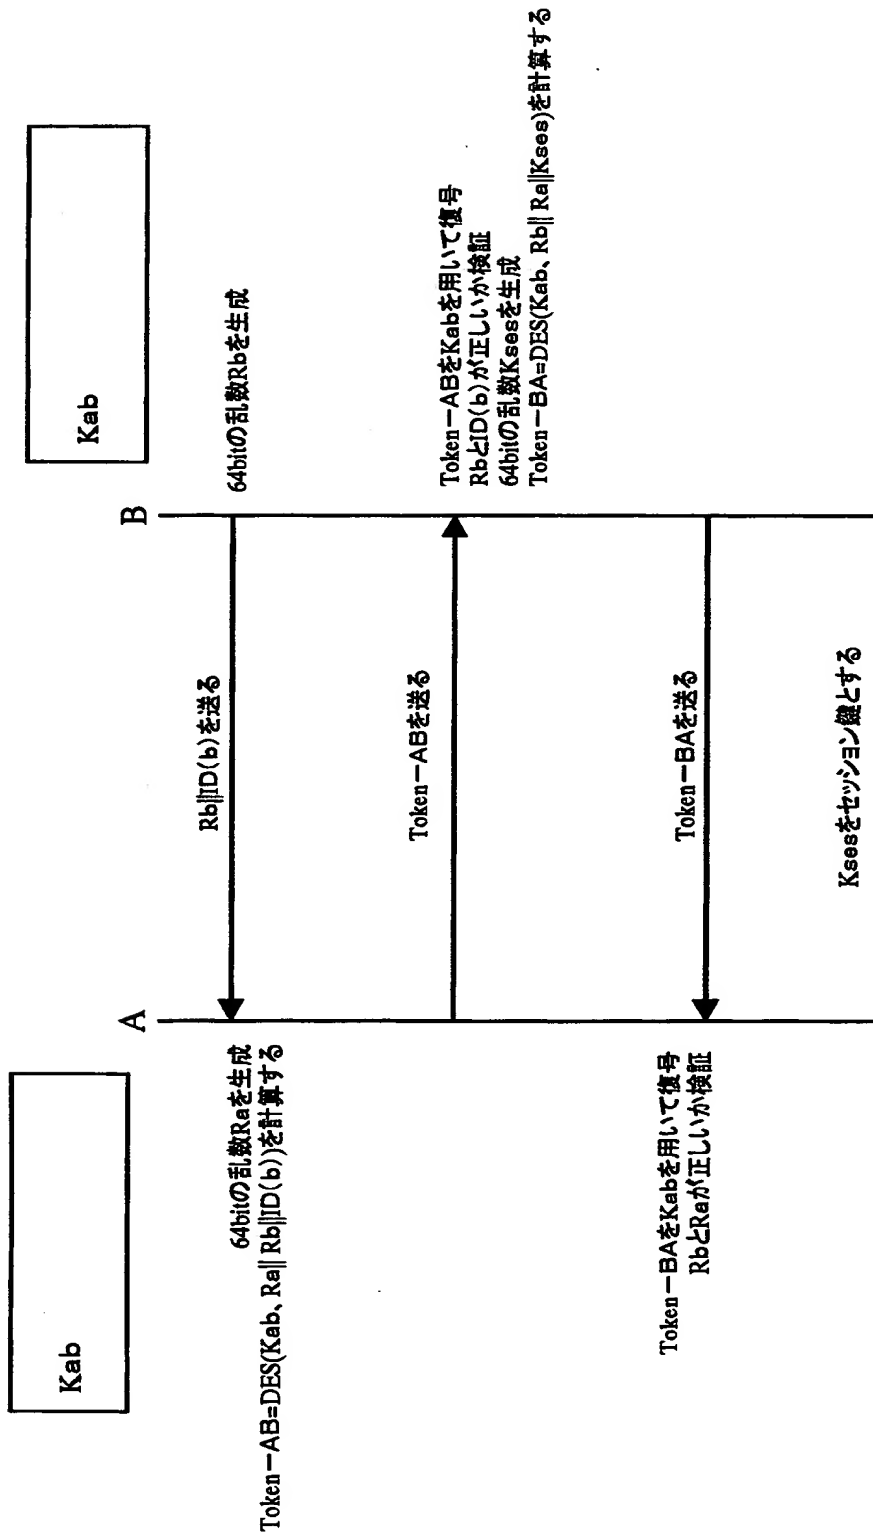 Kab
Kab
A
B
64bitの乱数Rbを生成
Rb||ID(b)を送る
64bitの乱数Raを生成
Token－AB=DES(Kab、Ra|| Rb||ID(b))を計算する
Token－ABを送る
Token－ABをKabを用いて復号
RbとID(b)が正しいか検証
64bitの乱数Ksesを生成
Token－BA=DES(Kab、Rb|| Ra||Kses)を計算する
Token－BAを送る
Token－BAをKabを用いて復号
RbとRaが正しいか検証
Ksesをセッション鍵とする